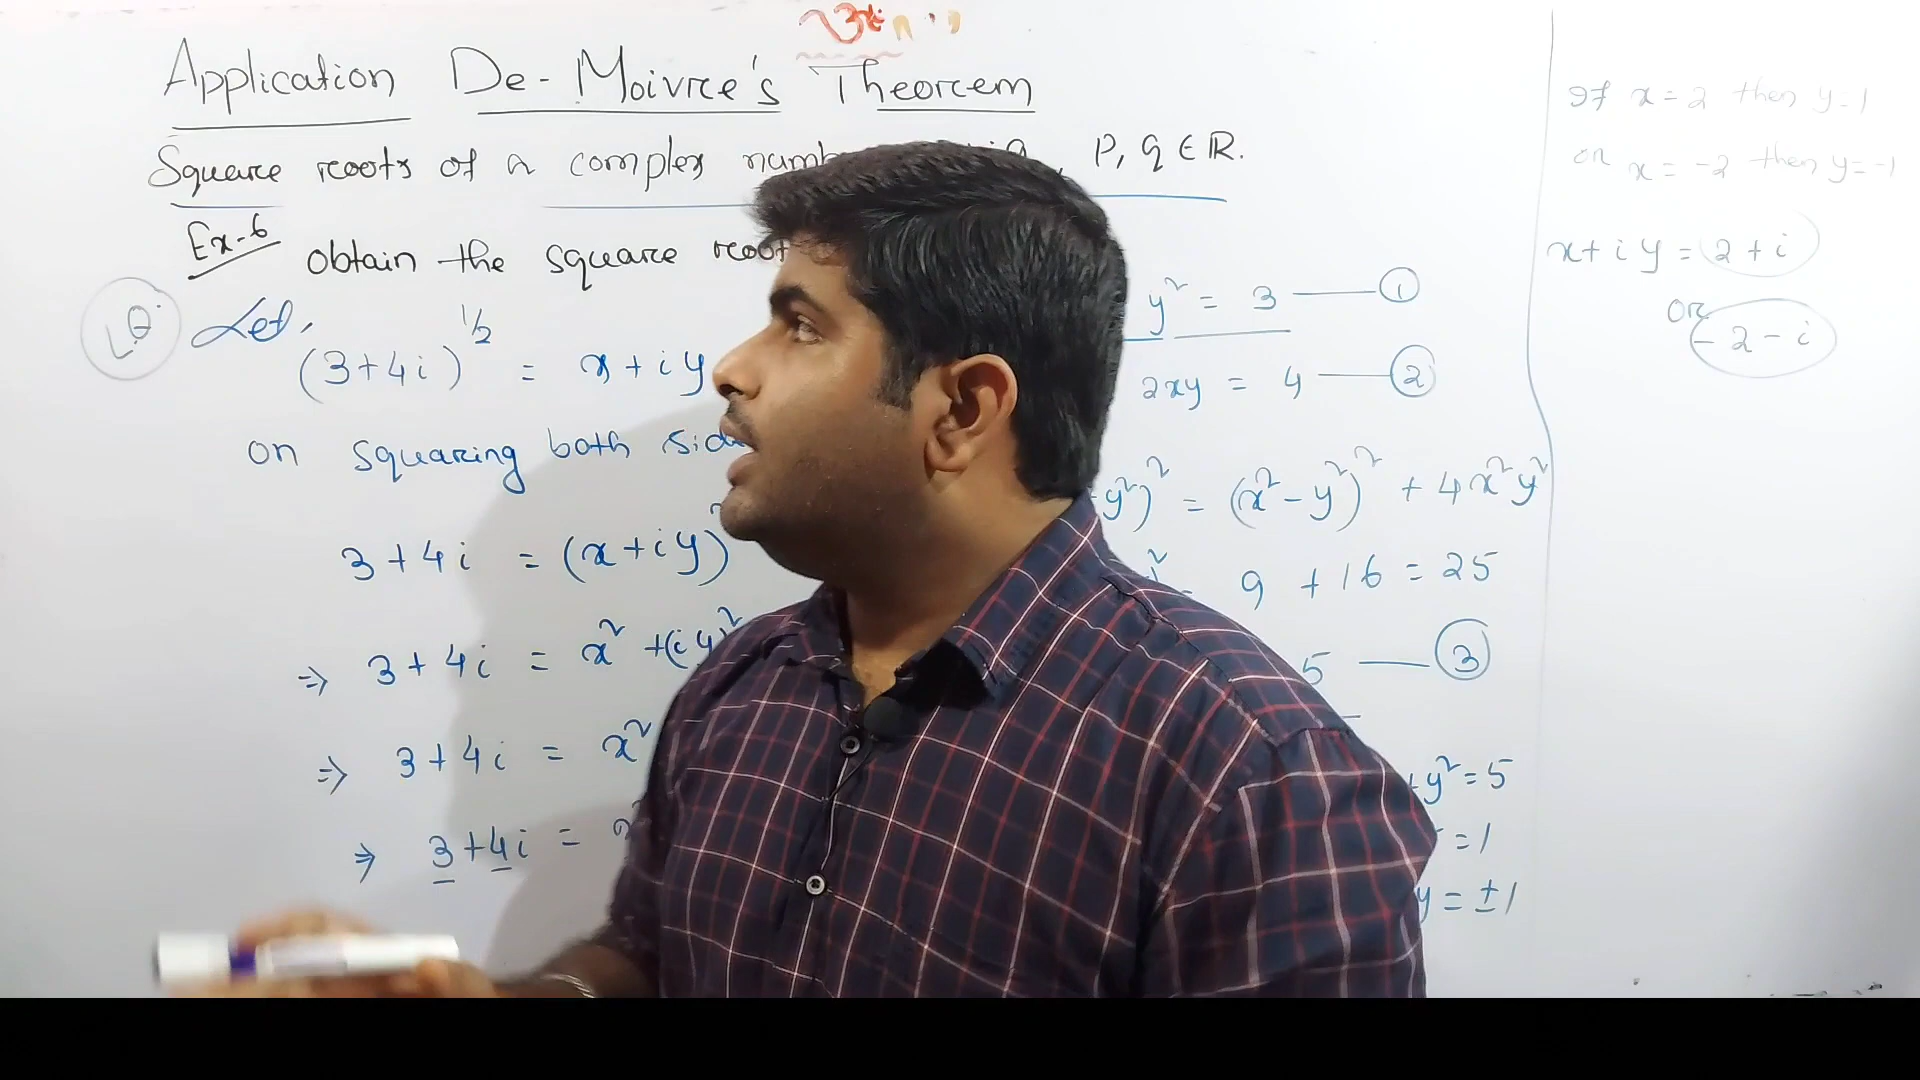 Application De-Moivre's Theorem
Square roots of a complex P, q ∈ R.
Ex-6 obtain the square root
LQ. Let,
(3+4i)^1/2 = x+iy
on squaring both
3+4i = (x+iy)²
⇒ 3+4i = x² +(iy)²
⇒ 3+4i = x²
⇒ 3+4i =
y² = 3 —— ①
2xy = 4 —— ②
y²)² = (x²-y²)² + 4x²y²
9 + 16 = 25
5 —— ③
+y² = 5
= 1
y = ±1
If x = 2 then y = 1
or x = -2 then y = -1
x+iy = 2+i
or
-2-i